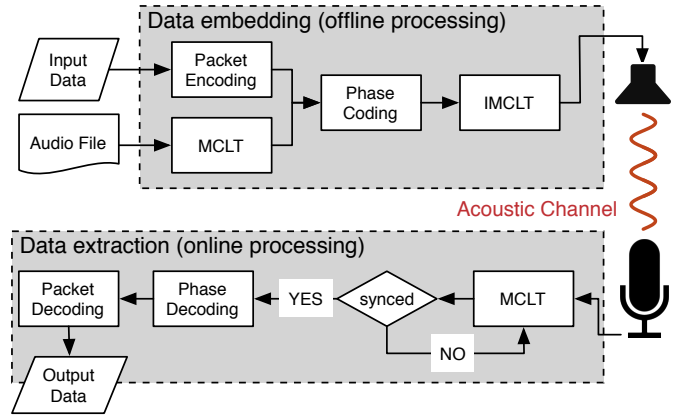 Data embedding (offline processing)
Input
Data
Packet
Encoding
Phase
Coding
IMCLT
Audio File
MCLT
Acoustic Channel
Data extraction (online processing)
Packet
Decoding
Phase
Decoding
YES
synced
MCLT
NO
Output
Data